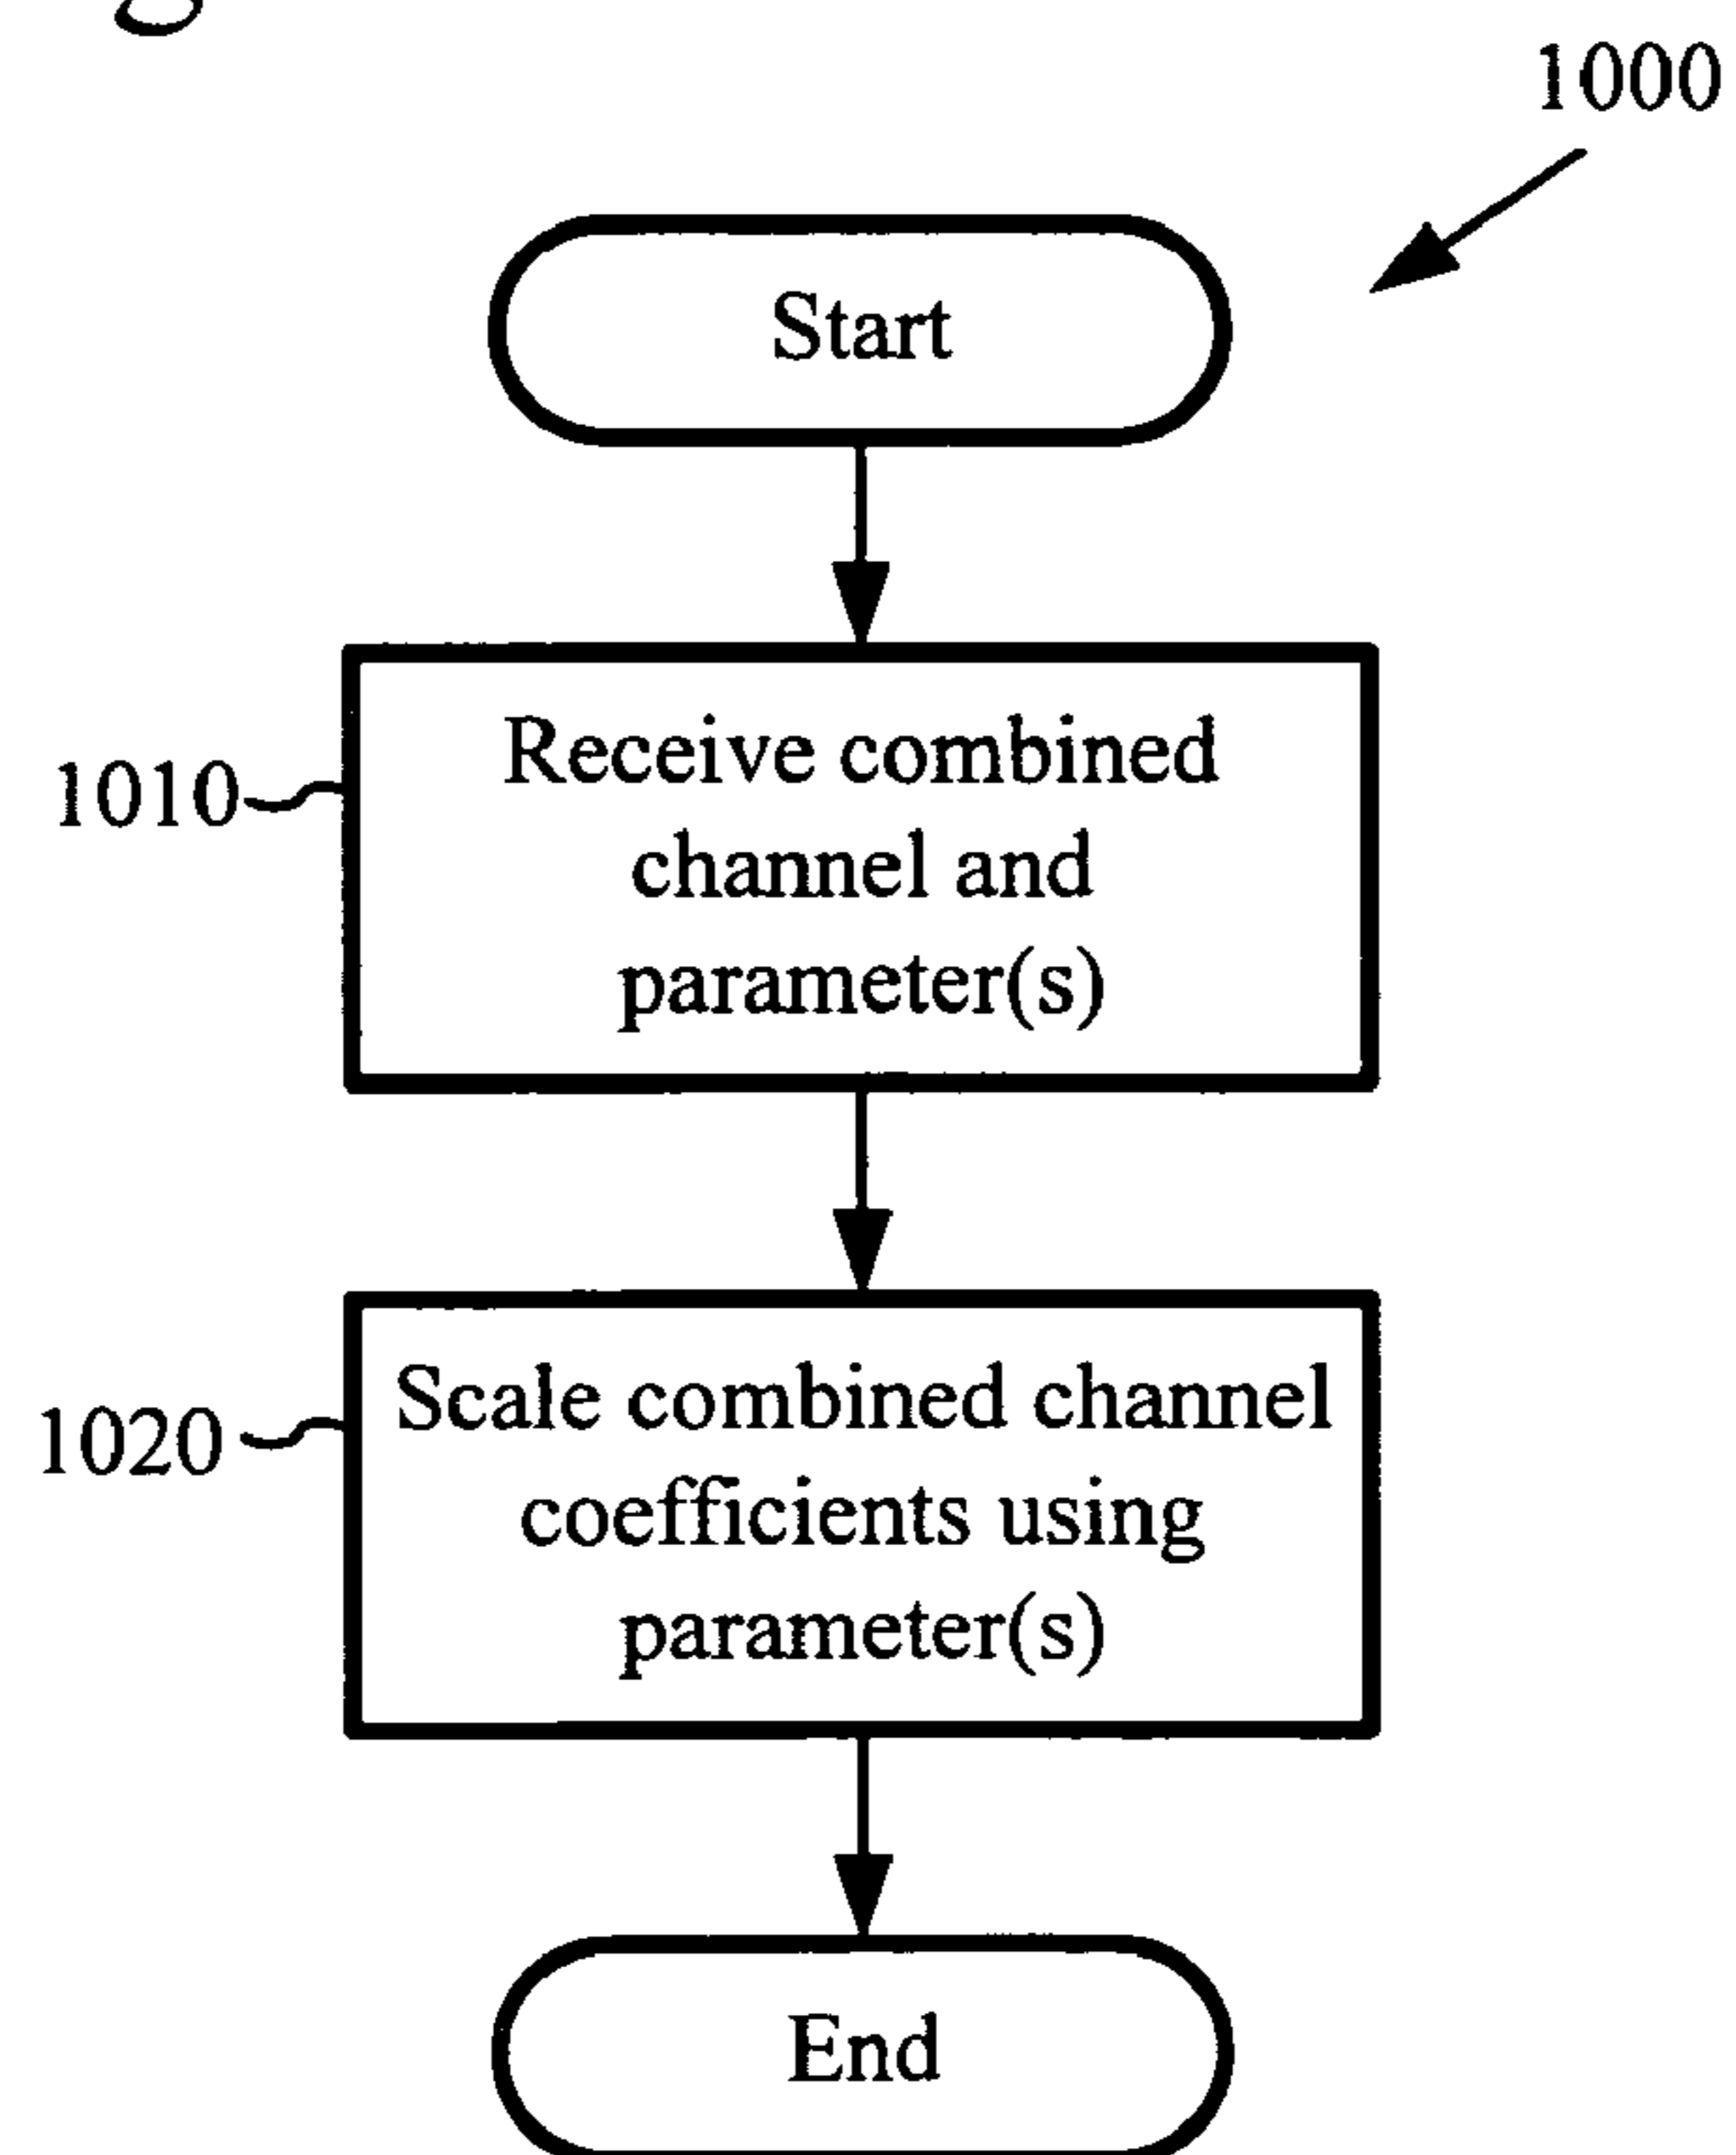 1000
Start
1010
Receive combined
channel and
parameter(s)
1020
Scale combined channel
coefficients using
parameter(s)
End